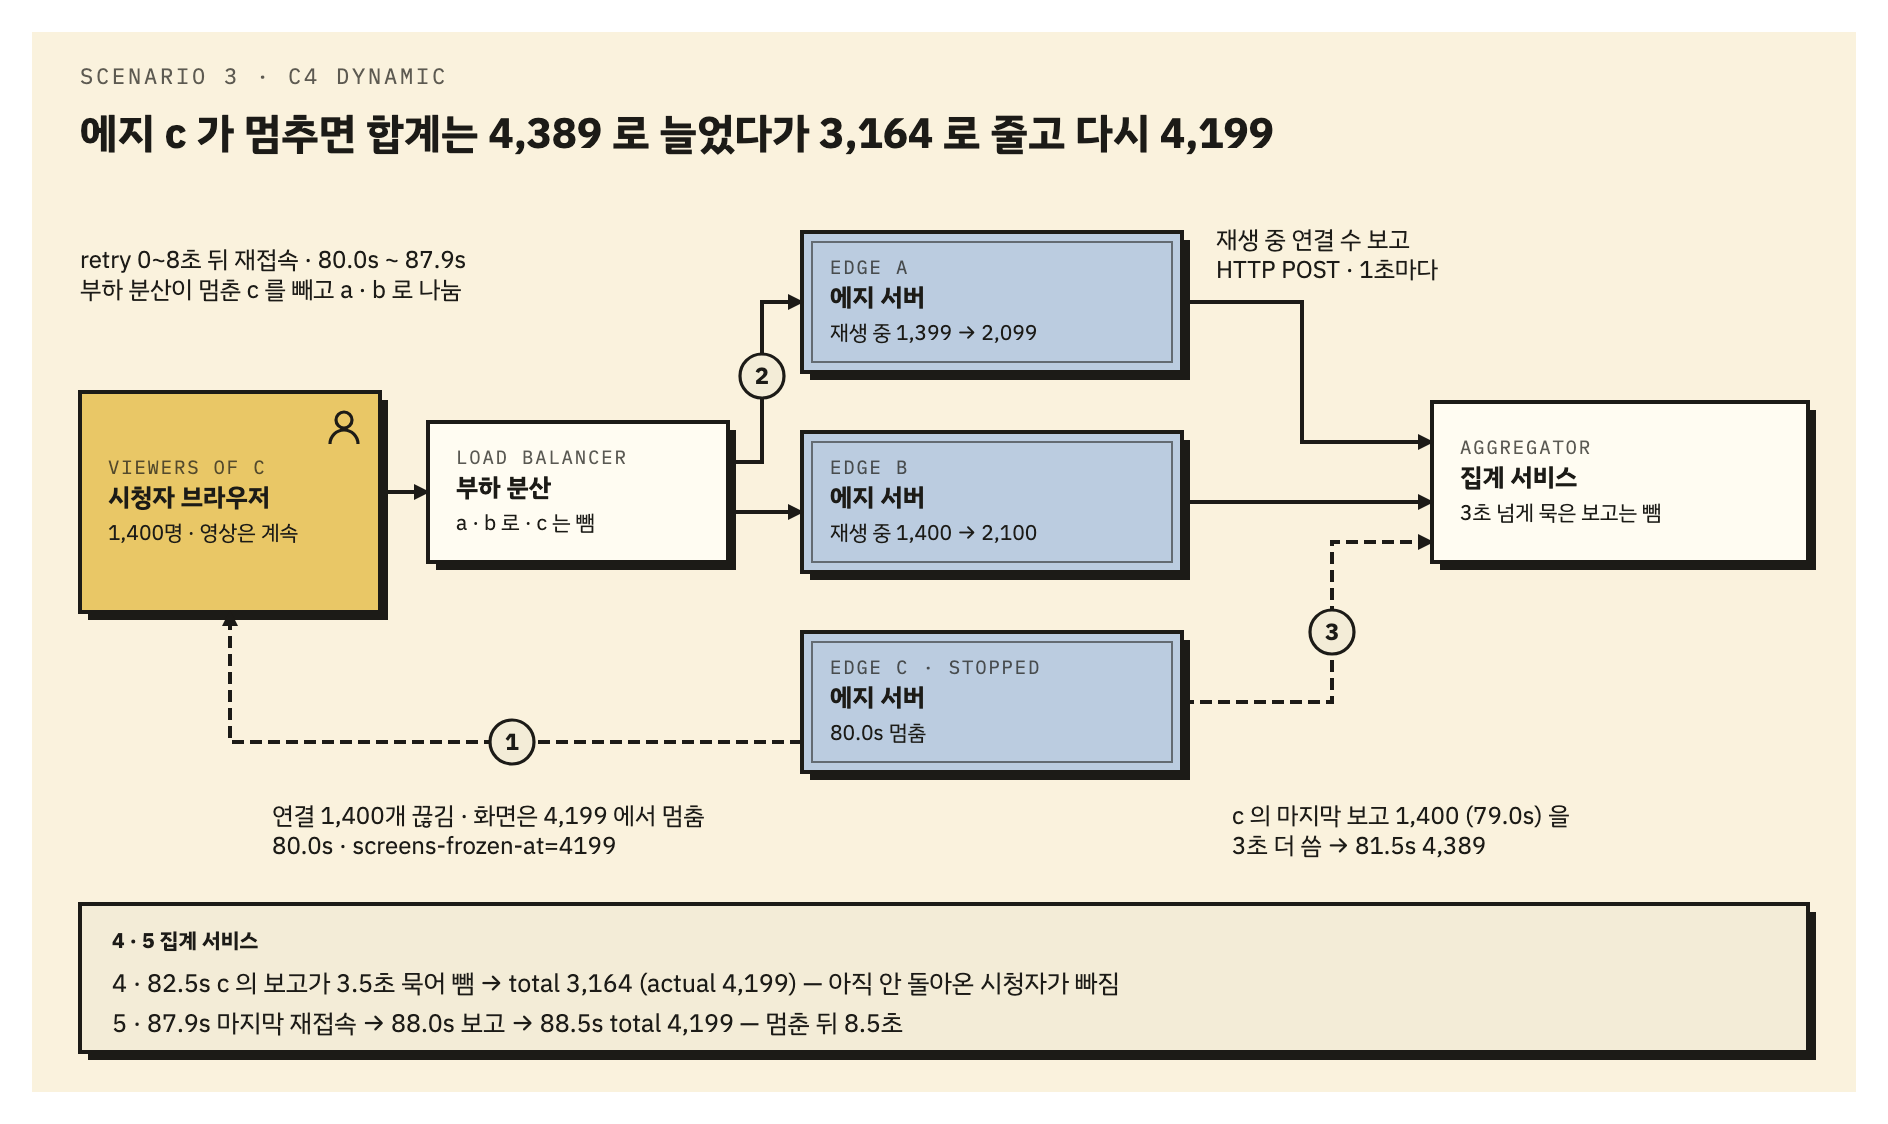 SCENARIO 3 · C4 DYNAMIC
에지 c 가 멈추면 합계는 4,389 로 늘었다가 3,164 로 줄고 다시 4,199
retry 0~8초 뒤 재접속 · 80.0s ~ 87.9s
부하 분산이 멈춘 c 를 빼고 a · b 로 나눔
재생 중 연결 수 보고
HTTP POST · 1초마다
EDGE A
에지 서버
재생 중 1,399 → 2,099
2
VIEWERS OF C
시청자 브라우저
1,400명 · 영상은 계속
LOAD BALANCER
부하 분산
a · b 로 · c 는 뺌
EDGE B
에지 서버
재생 중 1,400 → 2,100
AGGREGATOR
집계 서비스
3초 넘게 묵은 보고는 뺌
3
EDGE C · STOPPED
에지 서버
80.0s 멈춤
1
연결 1,400개 끊김 · 화면은 4,199 에서 멈춤
80.0s · screens-frozen-at=4199
c 의 마지막 보고 1,400 (79.0s) 을
3초 더 씀 → 81.5s 4,389
4 · 5 집계 서비스
4 · 82.5s c 의 보고가 3.5초 묵어 뺌 → total 3,164 (actual 4,199) — 아직 안 돌아온 시청자가 빠짐
5 · 87.9s 마지막 재접속 → 88.0s 보고 → 88.5s total 4,199 — 멈춘 뒤 8.5초